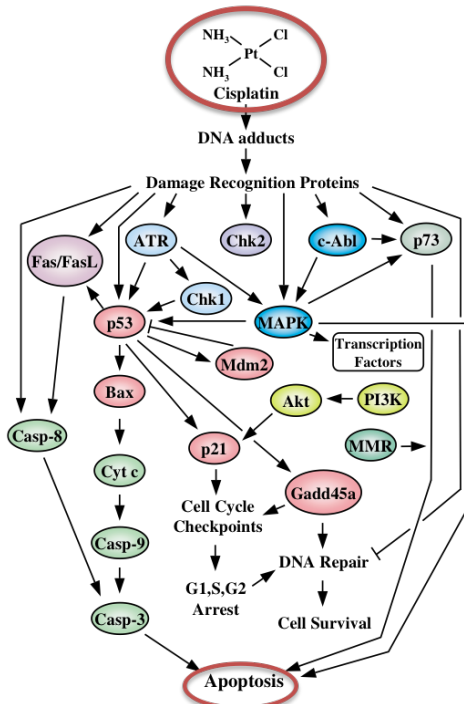 NH3 Cl
Pt
NH3 Cl
Cisplatin
DNA adducts
Damage Recognition Proteins
ATR
Chk2
c-Abl
p73
Fas/FasL
Chk1
p53
MAPK
Transcription
Factors
Mdm2
Bax
Akt
PI3K
Casp-8
p21
MMR
Cyt c
Gadd45a
Cell Cycle
Checkpoints
Casp-9
DNA Repair
G1,S,G2
Arrest
Casp-3
Cell Survival
Apoptosis